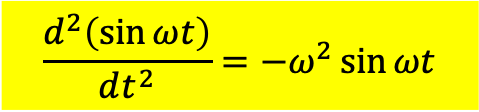 d²(sin ωt)/dt² = −ω² sin ωt